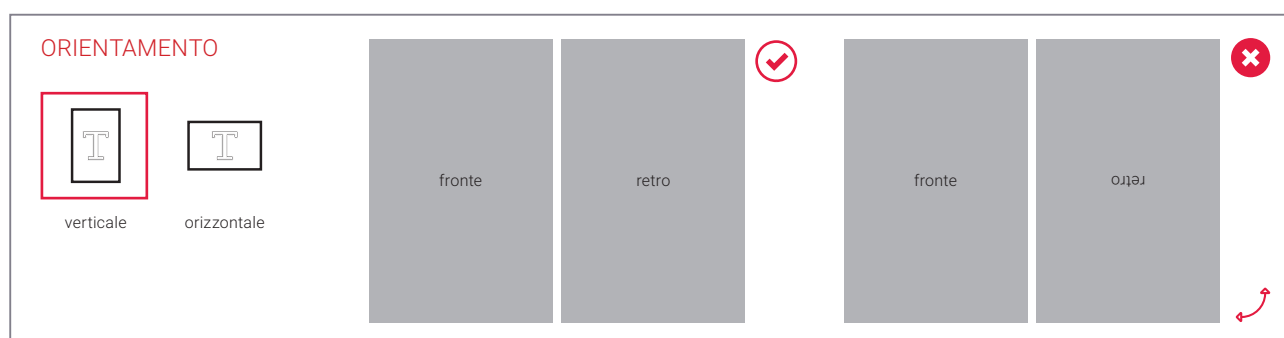 ORIENTAMENTO
T
T
verticale
orizzontale
fronte
retro
fronte
retro